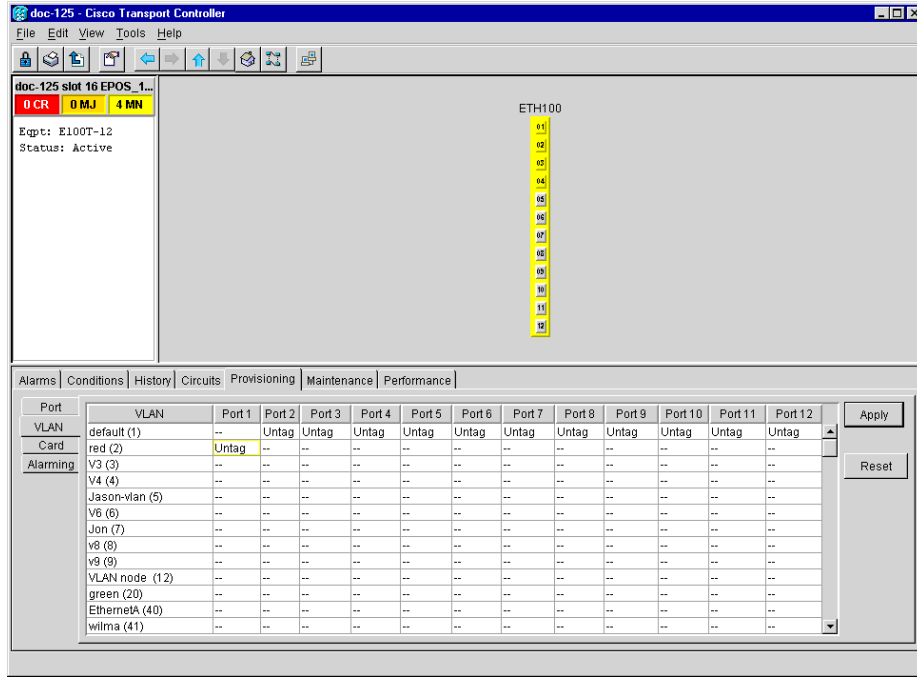 doc-125 - Cisco Transport Controller
File Edit View Tools Help
doc-125 slot 16 EPOS_1...
0 CR 0 MJ 4 MN
Eqpt: E100T-12
Status: Active
ETH100
01
02
03
04
05
06
07
08
09
10
11
12
Alarms Conditions History Circuits Provisioning Maintenance Performance
Port
VLAN
Card
Alarming
VLAN Port 1 Port 2 Port 3 Port 4 Port 5 Port 6 Port 7 Port 8 Port 9 Port 10 Port 11 Port 12
default (1) -- Untag Untag Untag Untag Untag Untag Untag Untag Untag Untag Untag
red (2) Untag -- -- -- -- -- -- -- -- -- -- --
V3 (3) -- -- -- -- -- -- -- -- -- -- -- --
V4 (4) -- -- -- -- -- -- -- -- -- -- -- --
Jason-vlan (5) -- -- -- -- -- -- -- -- -- -- -- --
V6 (6) -- -- -- -- -- -- -- -- -- -- -- --
Jon (7) -- -- -- -- -- -- -- -- -- -- -- --
v8 (8) -- -- -- -- -- -- -- -- -- -- -- --
v9 (9) -- -- -- -- -- -- -- -- -- -- -- --
VLAN node (12) -- -- -- -- -- -- -- -- -- -- -- --
green (20) -- -- -- -- -- -- -- -- -- -- -- --
EthernetA (40) -- -- -- -- -- -- -- -- -- -- -- --
wilma (41) -- -- -- -- -- -- -- -- -- -- -- --
Apply
Reset